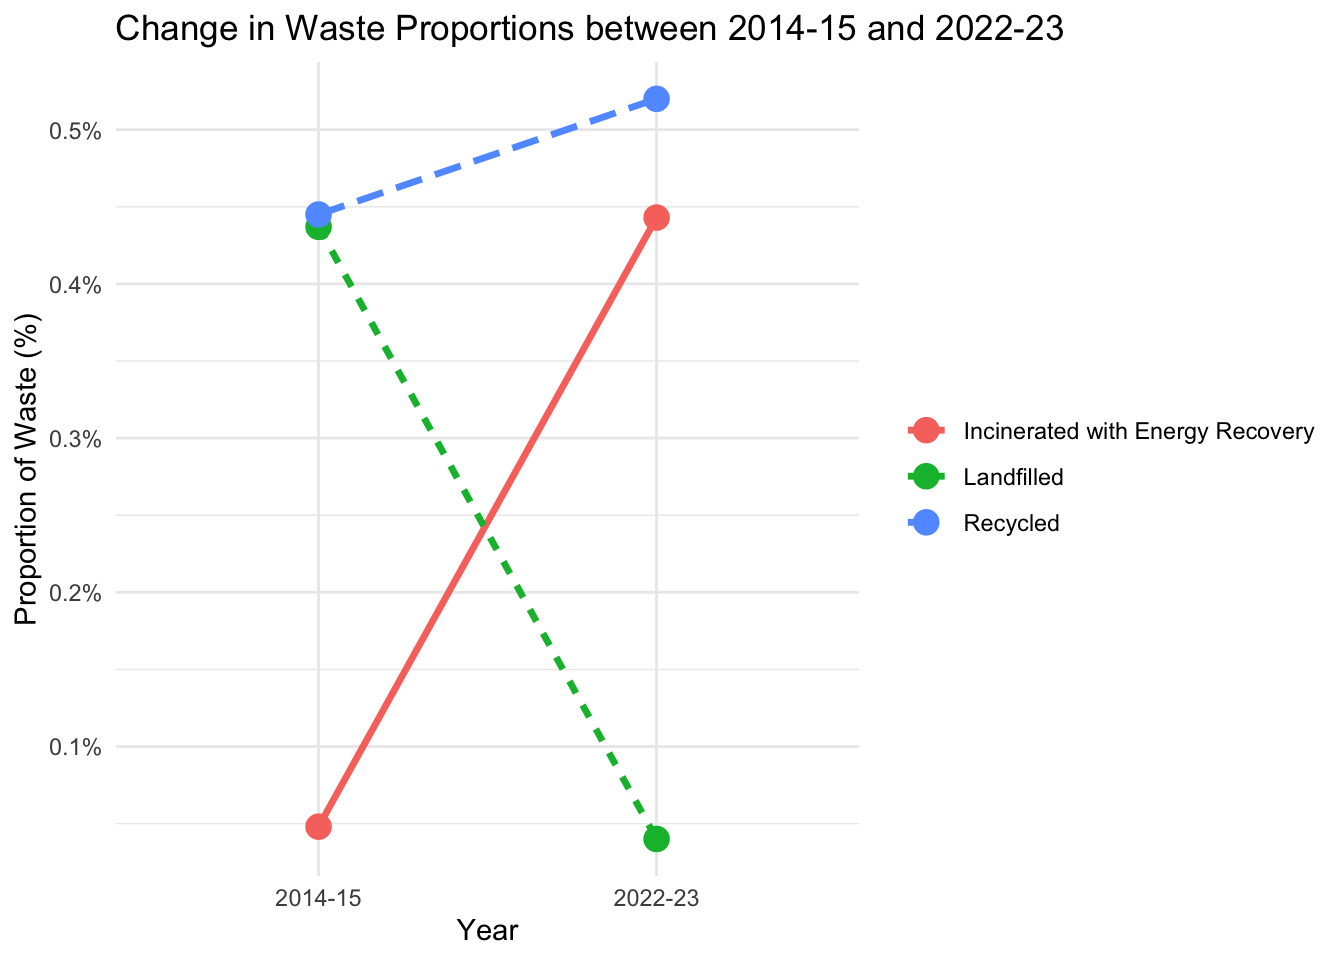 Change in Waste Proportions between 2014-15 and 2022-23
0.5%
0.4%
0.3%
0.2%
0.1%
Proportion of Waste (%)
2014-15
2022-23
Year
Incinerated with Energy Recovery
Landfilled
Recycled